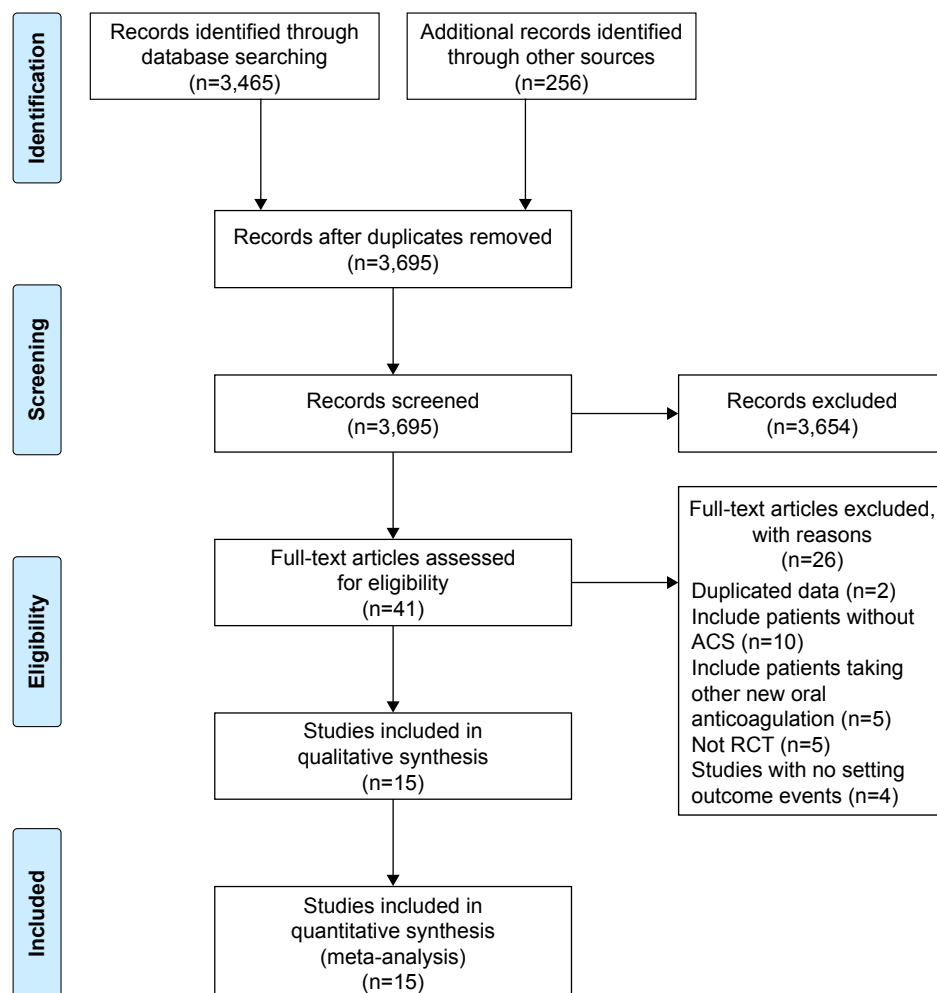 Identification
Records identified through
database searching
(n=3,465)
Additional records identified
through other sources
(n=256)
Records after duplicates removed
(n=3,695)
Screening
Records screened
(n=3,695)
Records excluded
(n=3,654)
Eligibility
Full-text articles assessed
for eligibility
(n=41)
Full-text articles excluded,
with reasons
(n=26)
Duplicated data (n=2)
Include patients without
ACS (n=10)
Include patients taking
other new oral
anticoagulation (n=5)
Not RCT (n=5)
Studies with no setting
outcome events (n=4)
Studies included in
qualitative synthesis
(n=15)
Included
Studies included in
quantitative synthesis
(meta-analysis)
(n=15)